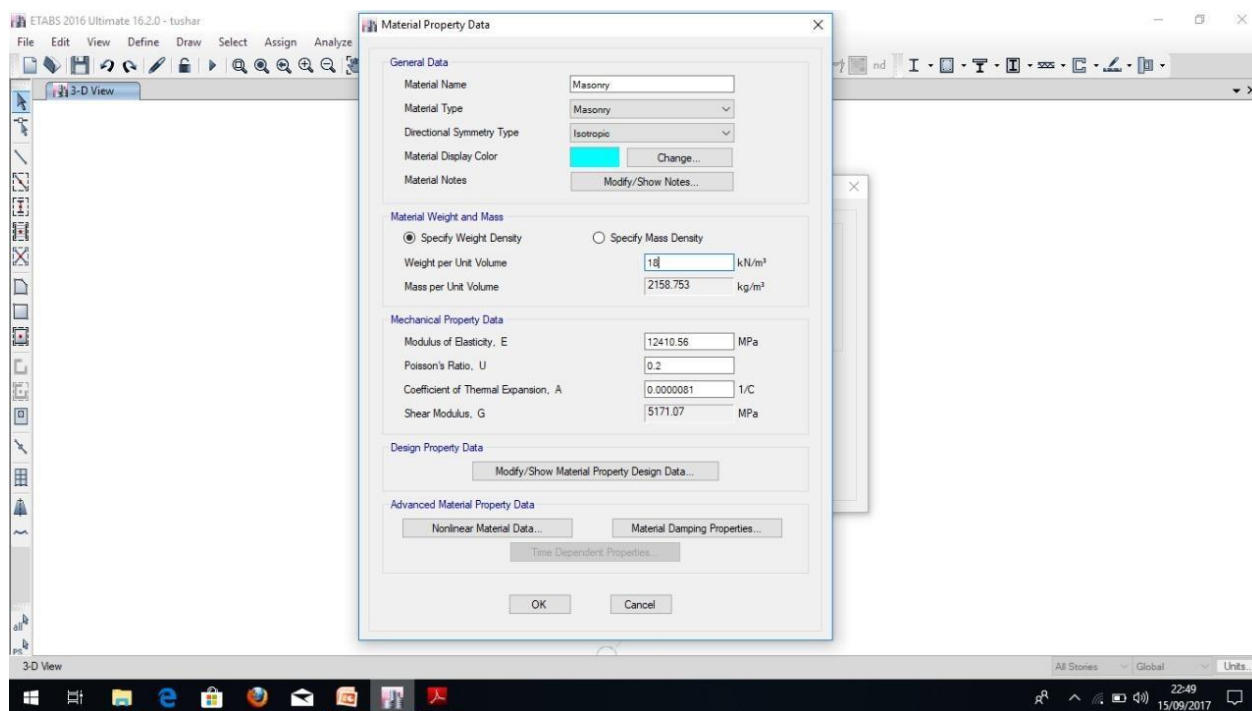 ETABS 2016 Ultimate 16.2.0 - tushar
File Edit View Define Draw Select Assign Analyze
nd
3-D View
Material Property Data
General Data
Material Name Masonry
Material Type Masonry
Directional Symmetry Type Isotropic
Material Display Color Change...
Material Notes Modify/Show Notes...
Material Weight and Mass
Specify Weight Density Specify Mass Density
Weight per Unit Volume 18 kN/m³
Mass per Unit Volume 2158.753 kg/m³
Mechanical Property Data
Modulus of Elasticity, E 12410.56 MPa
Poisson's Ratio, U 0.2
Coefficient of Thermal Expansion, A 0.0000081 1/C
Shear Modulus, G 5171.07 MPa
Design Property Data
Modify/Show Material Property Design Data...
Advanced Material Property Data
Nonlinear Material Data... Material Damping Properties...
Time Dependent Properties...
OK Cancel
all
ps
3-D View All Stories Global Units...
22:49
15/09/2017